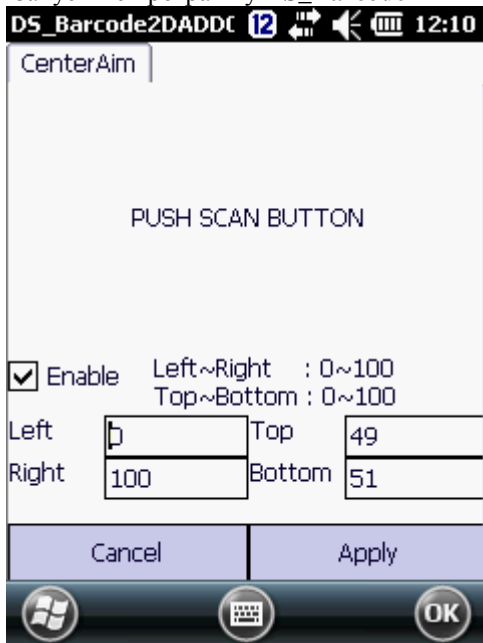 DS_Barcode2DADDC 12 12:10
CenterAim
PUSH SCAN BUTTON
Enable Left~Right : 0~100
Top~Bottom : 0~100
Left 0 Top 49
Right 100 Bottom 51
Cancel Apply
OK